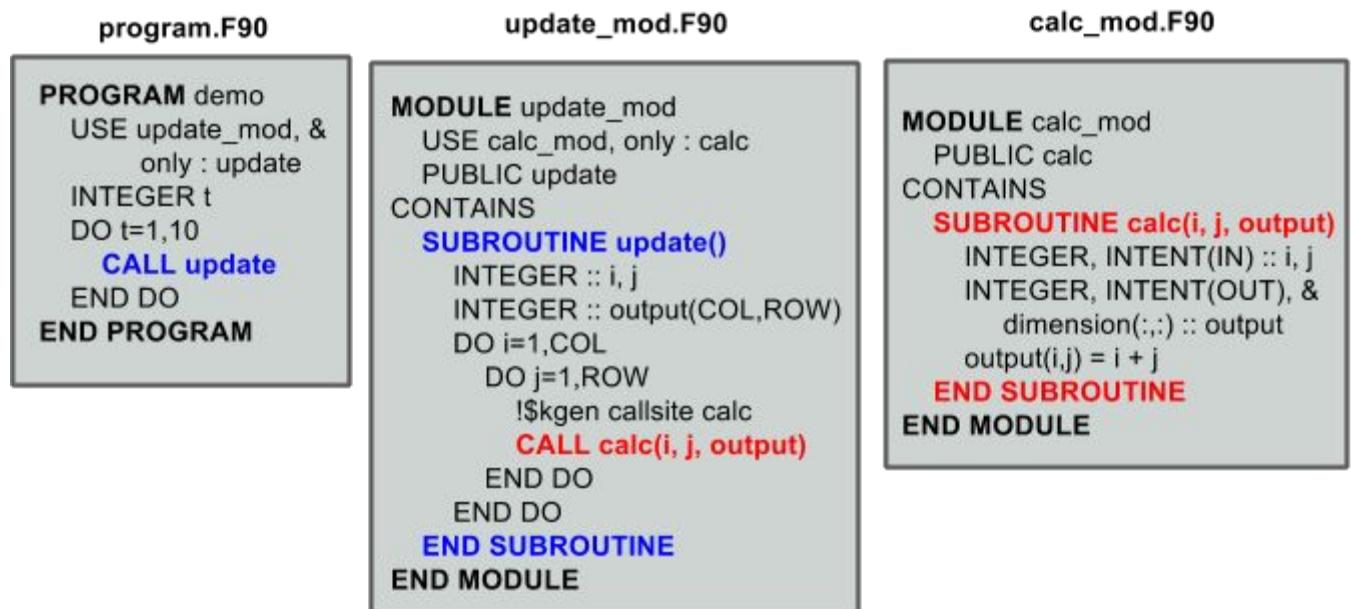 program.F90
PROGRAM demo
USE update_mod, &
only : update
INTEGER t
DO t=1,10
CALL update
END DO
END PROGRAM
update_mod.F90
MODULE update_mod
USE calc_mod, only : calc
PUBLIC update
CONTAINS
SUBROUTINE update()
INTEGER :: i, j
INTEGER :: output(COL,ROW)
DO i=1,COL
DO j=1,ROW
!$kgen callsite calc
CALL calc(i, j, output)
END DO
END DO
END SUBROUTINE
END MODULE
calc_mod.F90
MODULE calc_mod
PUBLIC calc
CONTAINS
SUBROUTINE calc(i, j, output)
INTEGER, INTENT(IN) :: i, j
INTEGER, INTENT(OUT), &
dimension(:,:) :: output
output(i,j) = i + j
END SUBROUTINE
END MODULE